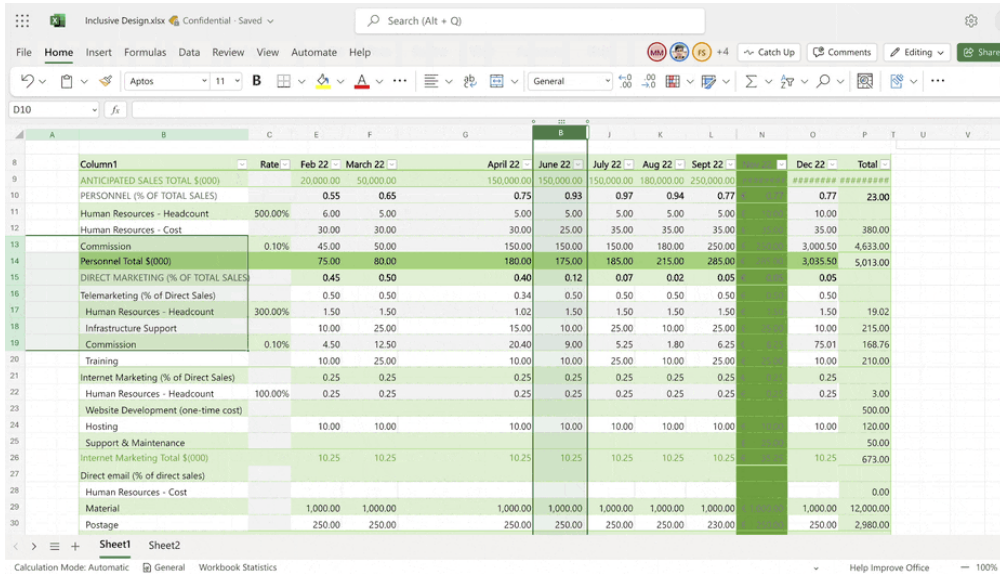 Inclusive Design.xlsx Confidential · Saved
Search (Alt + Q)
File Home Insert Formulas Data Review View Automate Help MM FS +4 Catch Up Comments Editing Share
Aptos 11 B A General
D10 fx
A B C E F G B J K L N O P T U V
8 Column1 Rate Feb 22 March 22 April 22 June 22 July 22 Aug 22 Sept 22 Dec 22 Total
9 ANTICIPATED SALES TOTAL $(000) 20,000.00 50,000.00 150,000.00 150,000.00 150,000.00 180,000.00 250,000.00 ######## #########
10 PERSONNEL (% OF TOTAL SALES) 0.55 0.65 0.75 0.93 0.97 0.94 0.77 0.77 23.00
11 Human Resources - Headcount 500.00% 6.00 5.00 5.00 5.00 5.00 5.00 5.00 10.00
12 Human Resources - Cost 30.00 30.00 30.00 25.00 35.00 35.00 35.00 35.00 380.00
13 Commission 0.10% 45.00 50.00 150.00 150.00 150.00 180.00 250.00 3,000.50 4,633.00
14 Personnel Total $(000) 75.00 80.00 180.00 175.00 185.00 215.00 285.00 3,035.50 5,013.00
15 DIRECT MARKETING (% OF TOTAL SALES) 0.45 0.50 0.40 0.12 0.07 0.02 0.05 0.05
16 Telemarketing (% of Direct Sales) 0.50 0.50 0.34 0.50 0.50 0.50 0.50 0.50
17 Human Resources - Headcount 300.00% 1.50 1.50 1.02 1.50 1.50 1.50 1.50 1.50 19.02
18 Infrastructure Support 10.00 25.00 15.00 10.00 25.00 10.00 25.00 10.00 215.00
19 Commission 0.10% 4.50 12.50 20.40 9.00 5.25 1.80 6.25 75.01 168.76
20 Training 10.00 25.00 10.00 10.00 25.00 10.00 25.00 10.00 210.00
21 Internet Marketing (% of Direct Sales) 0.25 0.25 0.25 0.25 0.25 0.25 0.25 0.25
22 Human Resources - Headcount 100.00% 0.25 0.25 0.25 0.25 0.25 0.25 0.25 0.25 3.00
23 Website Development (one-time cost) 500.00
24 Hosting 10.00 10.00 10.00 10.00 10.00 10.00 10.00 10.00 120.00
25 Support & Maintenance 50.00
26 Internet Marketing Total $(000) 10.25 10.25 10.25 10.25 10.25 10.25 10.25 10.25 673.00
27 Direct email (% of direct sales)
28 Human Resources - Cost 0.00
29 Material 1,000.00 1,000.00 1,000.00 1,000.00 1,000.00 1,000.00 1,000.00 1,000.00 12,000.00
30 Postage 250.00 250.00 250.00 250.00 250.00 250.00 230.00 250.00 2,980.00
Sheet1 Sheet2
Calculation Mode: Automatic General Workbook Statistics Help Improve Office 100%